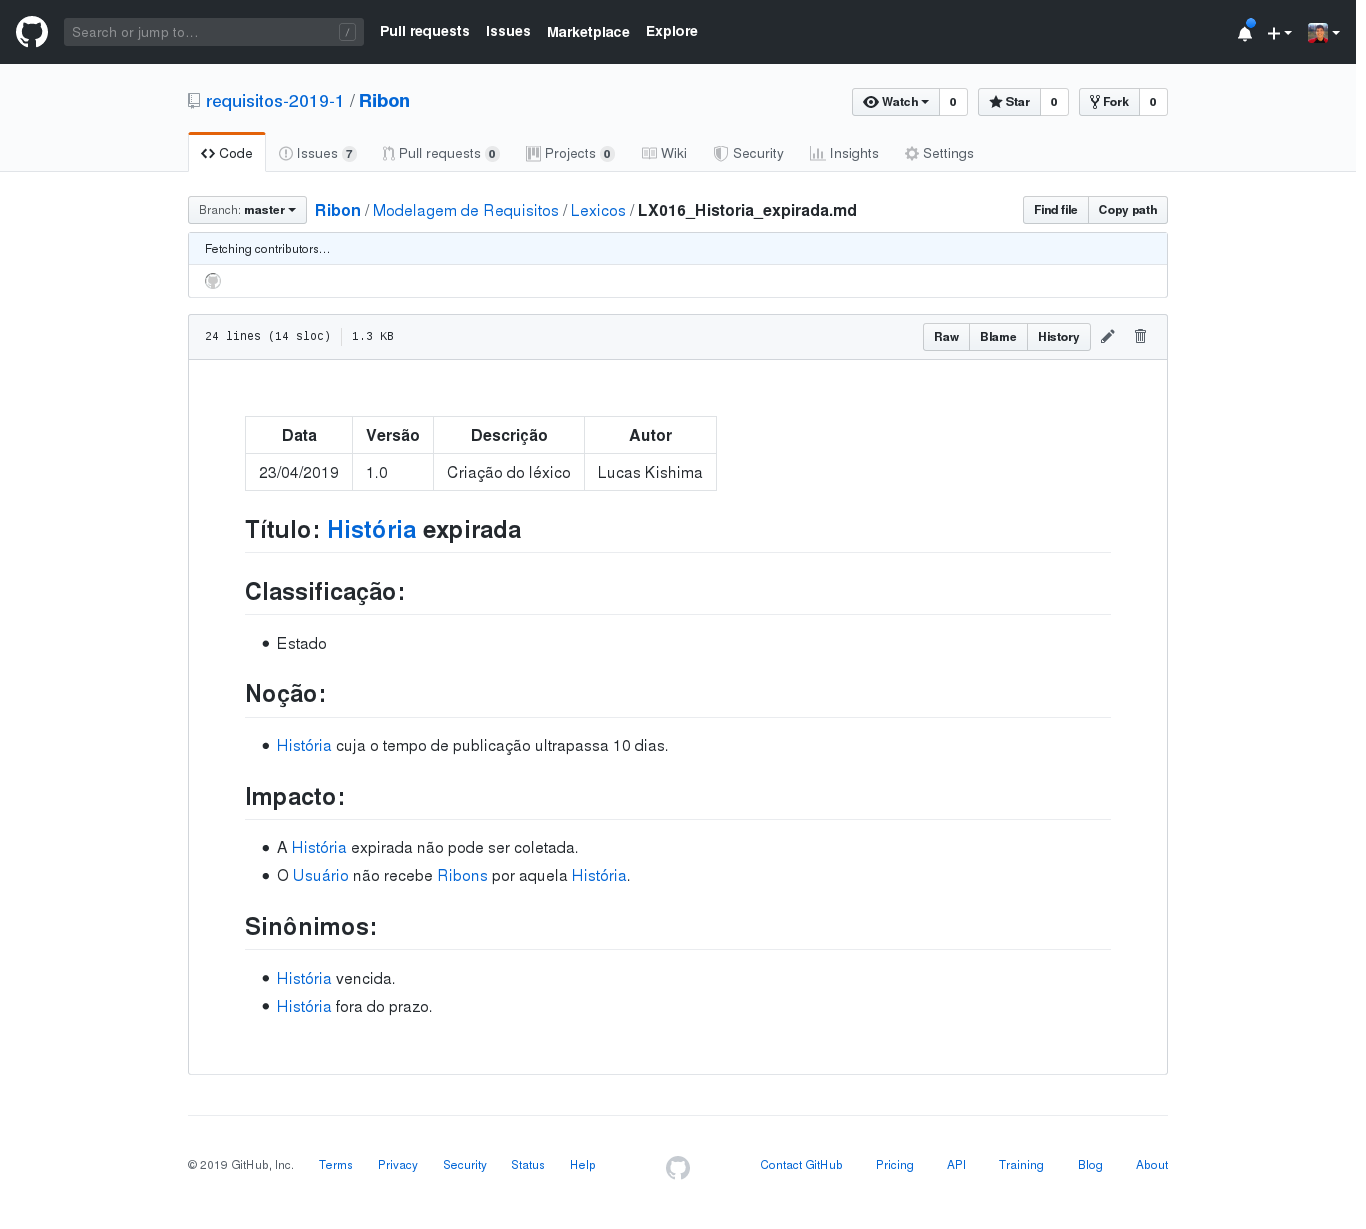 Search or jump to… /
Pull requests Issues Marketplace Explore
requisitos-2019-1 / Ribon
Watch 0 Star 0 Fork 0
Code Issues 7 Pull requests 0 Projects 0 Wiki Security Insights Settings
Branch: master Ribon / Modelagem de Requisitos / Lexicos / LX016_Historia_expirada.md Find file Copy path
Fetching contributors…
24 lines (14 sloc) 1.3 KB Raw Blame History
Data Versão Descrição Autor
23/04/2019 1.0 Criação do léxico Lucas Kishima
Título: História expirada
Classificação:
Estado
Noção:
História cuja o tempo de publicação ultrapassa 10 dias.
Impacto:
A História expirada não pode ser coletada.
O Usuário não recebe Ribons por aquela História.
Sinônimos:
História vencida.
História fora do prazo.
© 2019 GitHub, Inc. Terms Privacy Security Status Help Contact GitHub Pricing API Training Blog About